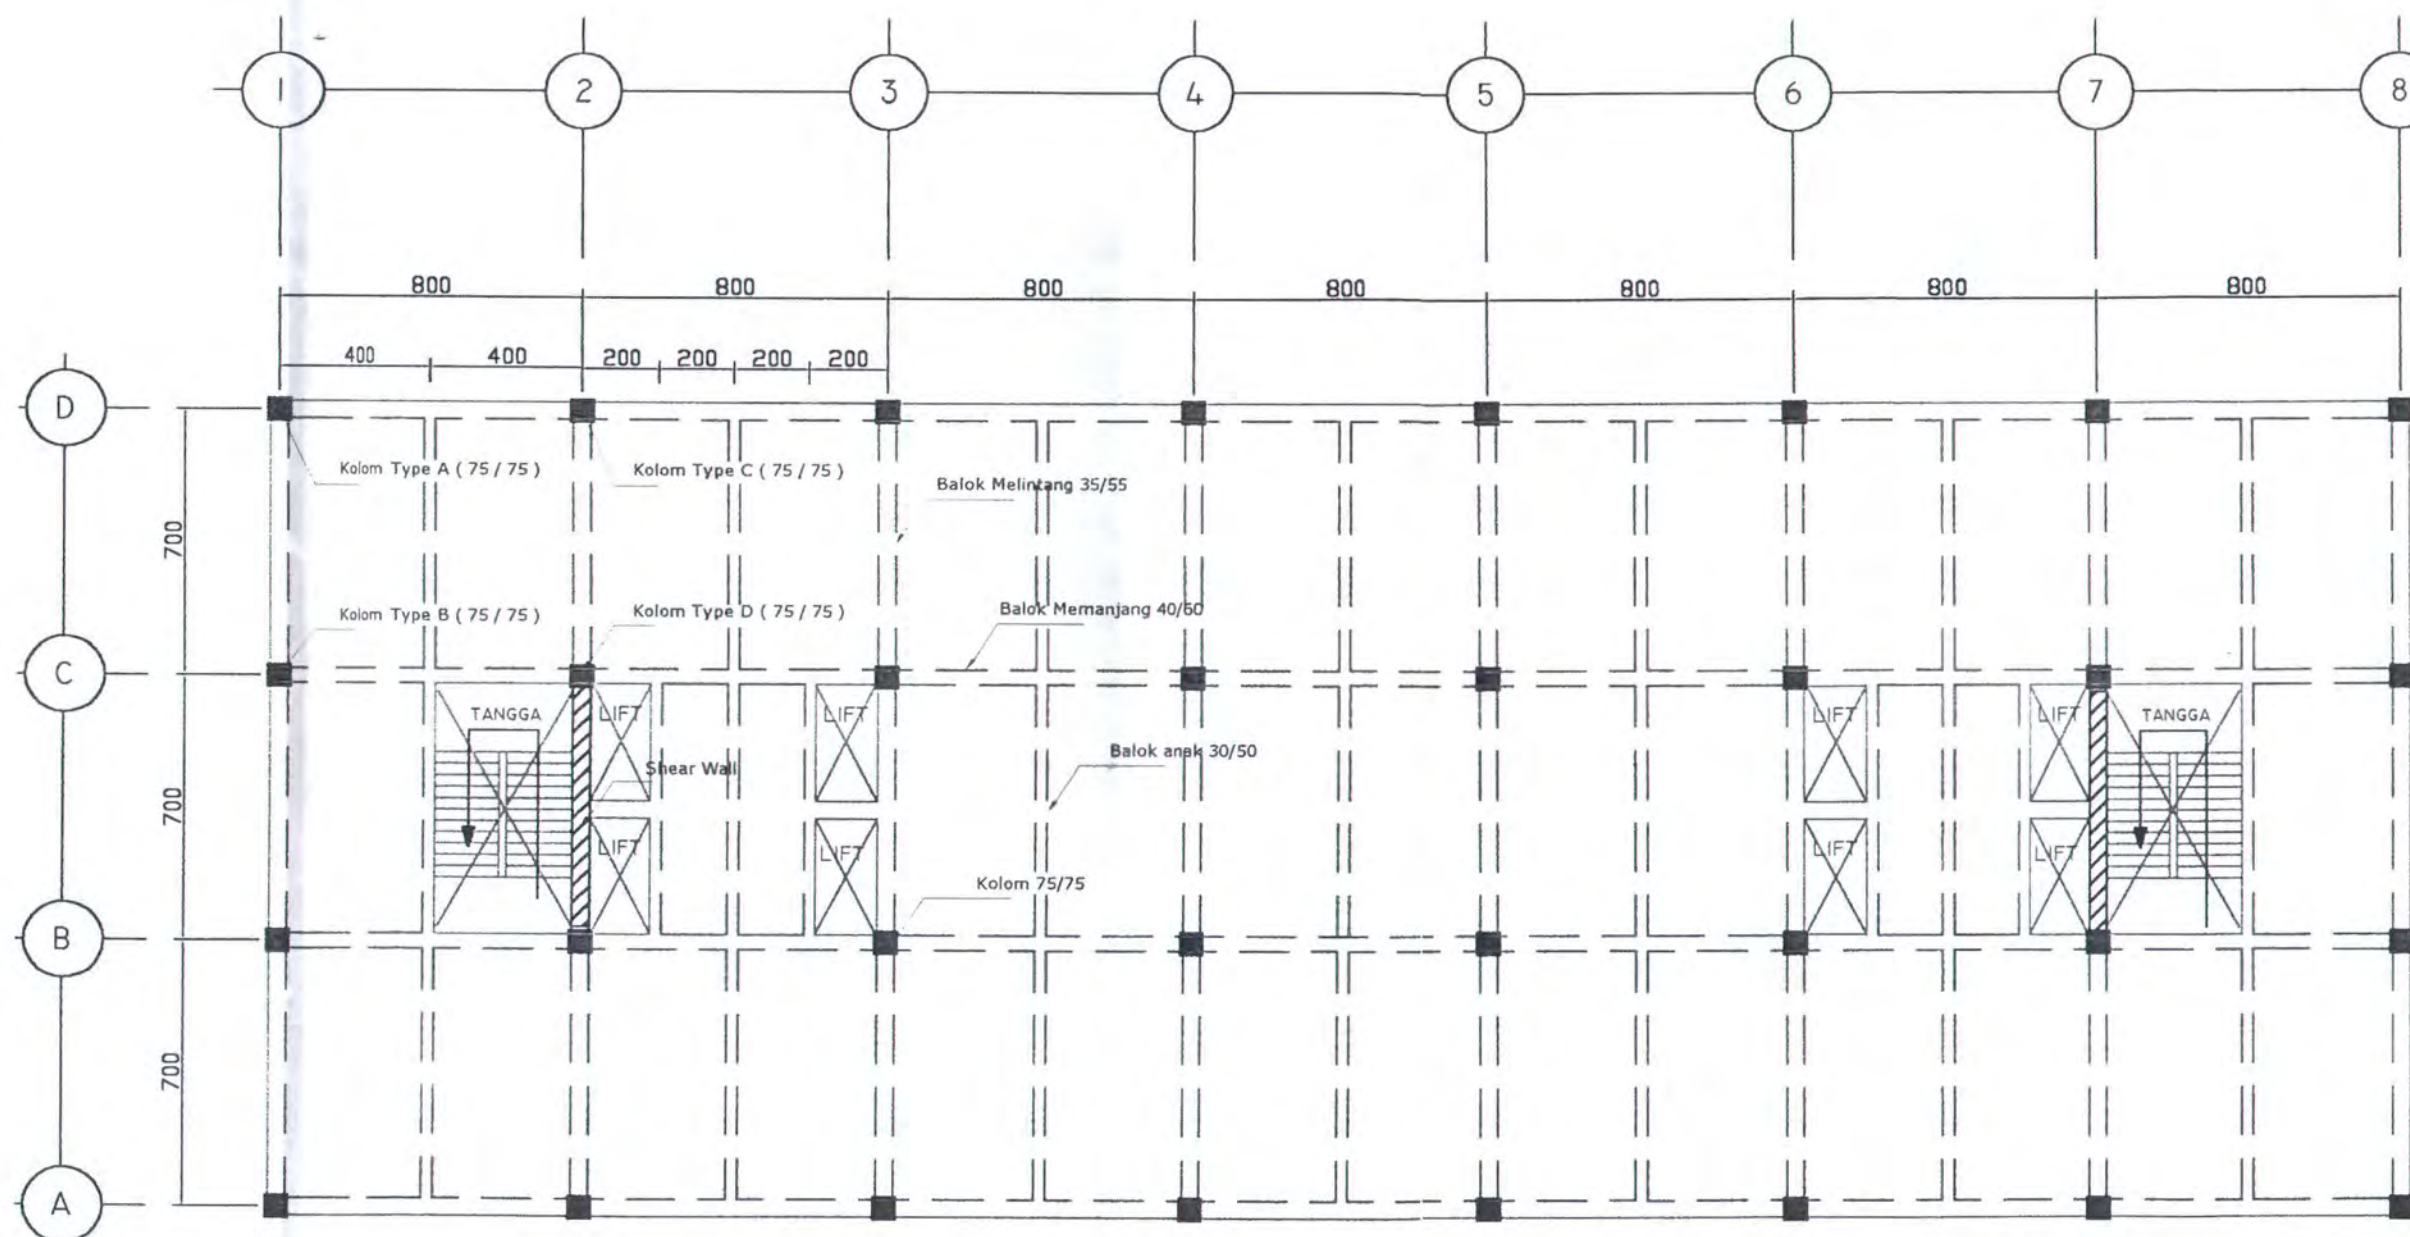 1 2 3 4 5 6 7 8
800 800 800 800 800 800 800
400 400 200 200 200 200
D
Kolom Type A ( 75 / 75 ) Kolom Type C ( 75 / 75 ) Balok Melintang 35/55
700
Kolom Type B ( 75 / 75 ) Kolom Type D ( 75 / 75 ) Balok Memanjang 40/60
C
TANGGA LIFT LIFT LIFT LIFT TANGGA
Balok anak 30/50
Shear Wall
700
LIFT LIFT LIFT LIFT
Kolom 75/75
B
700
A